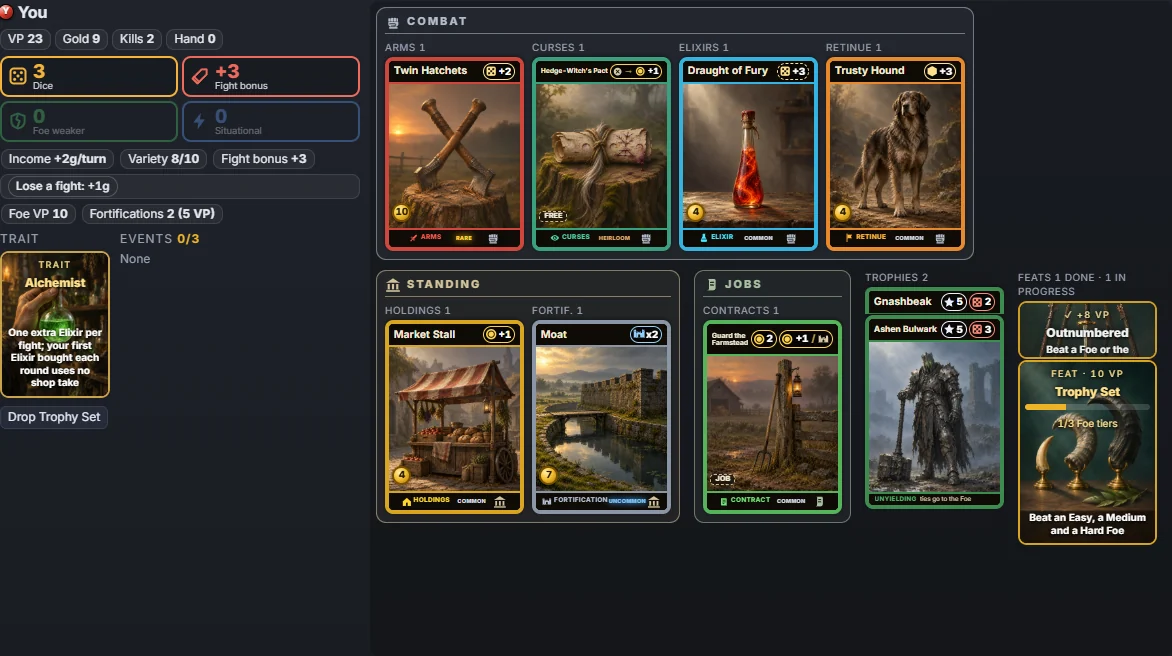 You
VP 23
Gold 9
Kills 2
Hand 0
3
Dice
+3
Fight bonus
0
Foe weaker
0
Situational
Income +2g/turn
Variety 8/10
Fight bonus +3
Lose a fight: +1g
Foe VP 10
Fortifications 2 (5 VP)
TRAIT
EVENTS 0/3
None
TRAIT
Alchemist
One extra Elixir per
fight; your first
Elixir bought each
round uses no
shop take
Drop Trophy Set
COMBAT
ARMS 1
Twin Hatchets
+2
10
ARMS
RARE
CURSES 1
Hedge-Witch's Pact
→
+1
FREE
CURSES
HEIRLOOM
ELIXIRS 1
Draught of Fury
+3
4
ELIXIR
COMMON
RETINUE 1
Trusty Hound
+3
4
RETINUE
COMMON
STANDING
HOLDINGS 1
Market Stall
+1
4
HOLDINGS
COMMON
FORTIF. 1
Moat
x2
7
FORTIFICATION
UNCOMMON
JOBS
CONTRACTS 1
Guard the
Farmstead
2
+1 /
JOB
CONTRACT
COMMON
TROPHIES 2
Gnashbeak
5
2
Ashen Bulwark
5
3
UNYIELDING ties go to the Foe
FEATS 1 DONE · 1 IN
PROGRESS
✓ +8 VP
Outnumbered
Beat a Foe or the
FEAT · 10 VP
Trophy Set
1/3 Foe tiers
Beat an Easy, a Medium
and a Hard Foe